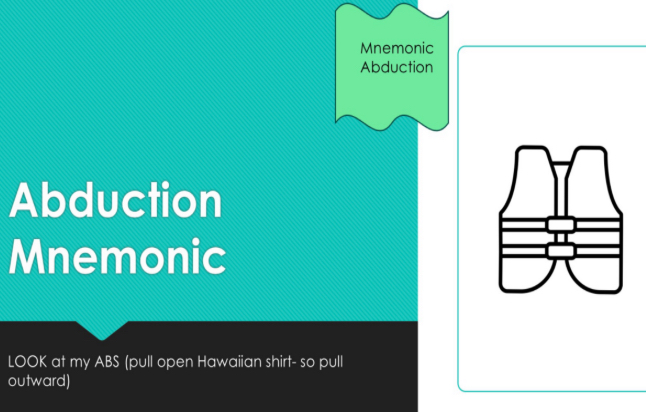 Mnemonic
Abduction
Abduction
Mnemonic
LOOK at my ABS (pull open Hawaiian shirt- so pull
outward)